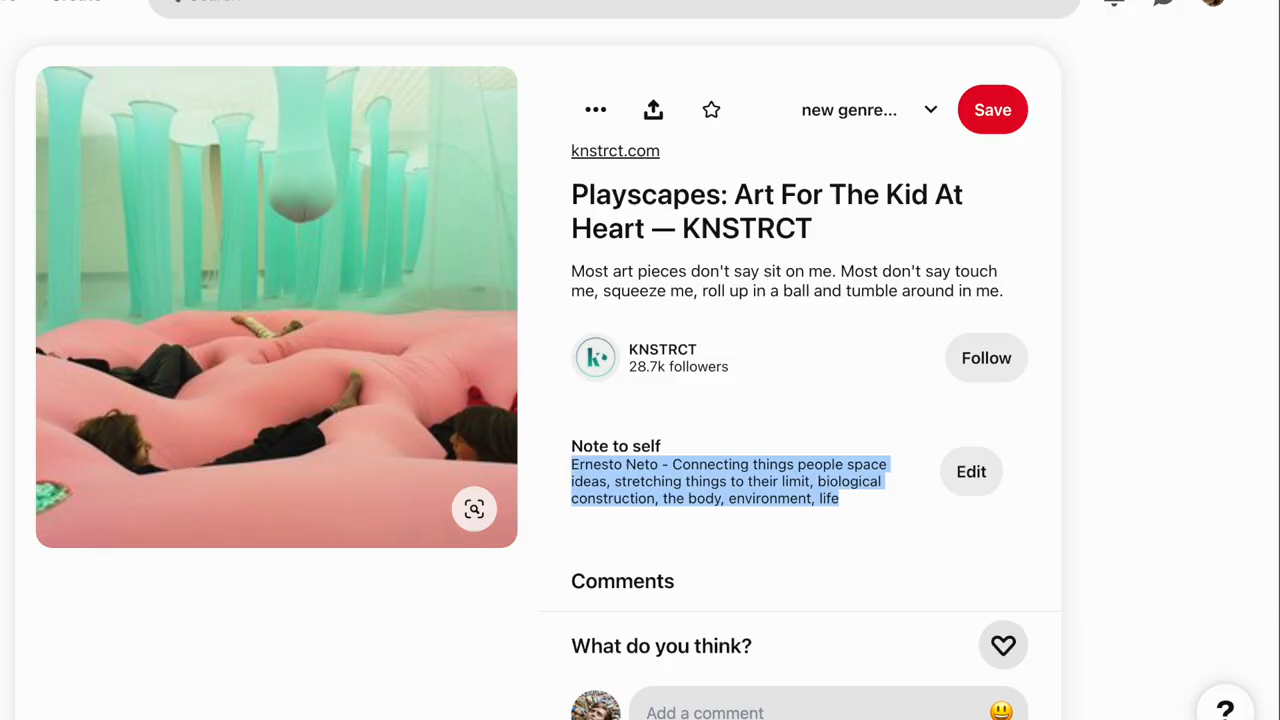 new genre...
Save
knstrct.com
Playscapes: Art For The Kid At
Heart — KNSTRCT
Most art pieces don't say sit on me. Most don't say touch
me, squeeze me, roll up in a ball and tumble around in me.
KNSTRCT
28.7k followers
Follow
Note to self
Ernesto Neto - Connecting things people space
ideas, stretching things to their limit, biological
construction, the body, environment, life
Edit
Comments
What do you think?
Add a comment
?